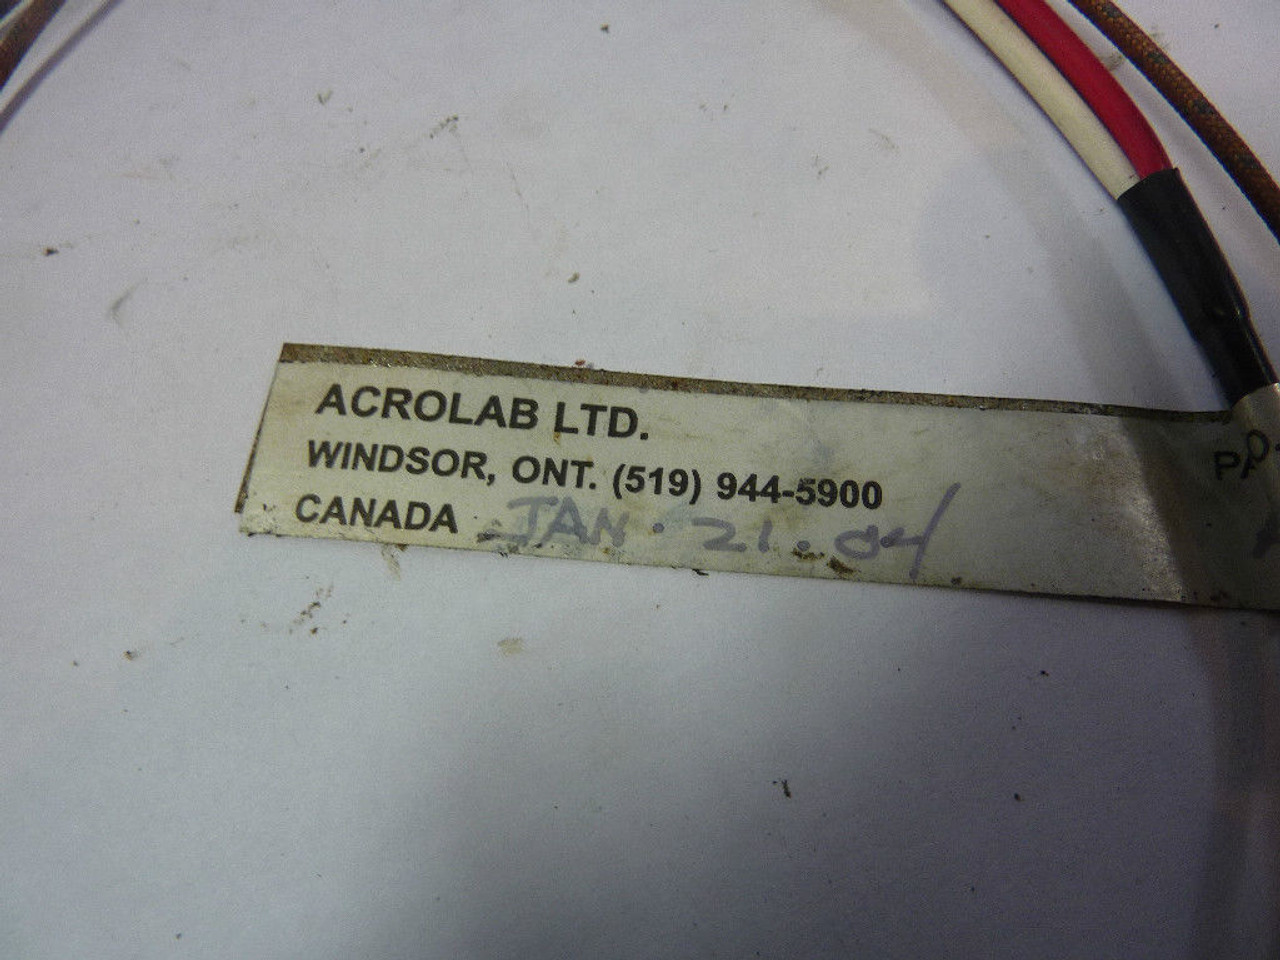 ACROLAB LTD.
WINDSOR, ONT. (519) 944-5900
CANADA JAN. 21. 04